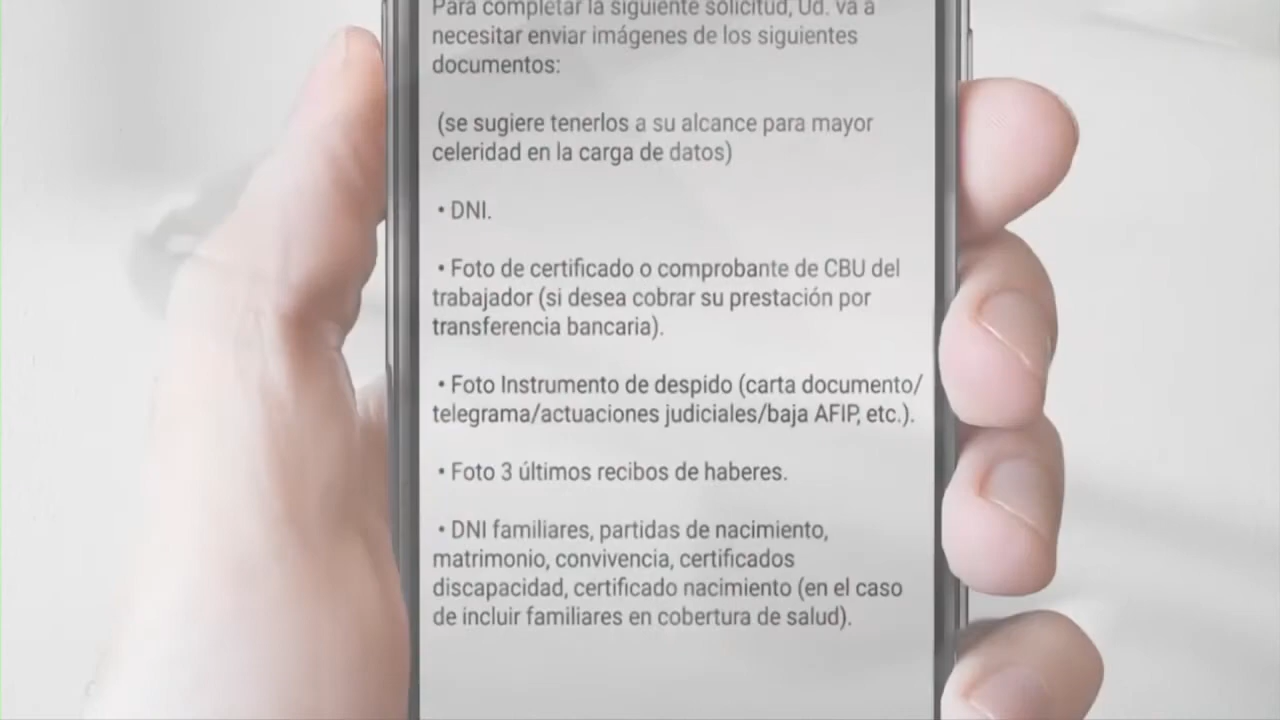 Para completar la siguiente solicitud, Ud. va a
necesitar enviar imágenes de los siguientes
documentos:
(se sugiere tenerlos a su alcance para mayor
celeridad en la carga de datos)
• DNI.
• Foto de certificado o comprobante de CBU del
trabajador (si desea cobrar su prestación por
transferencia bancaria).
• Foto Instrumento de despido (carta documento/
telegrama/actuaciones judiciales/baja AFIP, etc.).
• Foto 3 últimos recibos de haberes.
• DNI familiares, partidas de nacimiento,
matrimonio, convivencia, certificados
discapacidad, certificado nacimiento (en el caso
de incluir familiares en cobertura de salud).